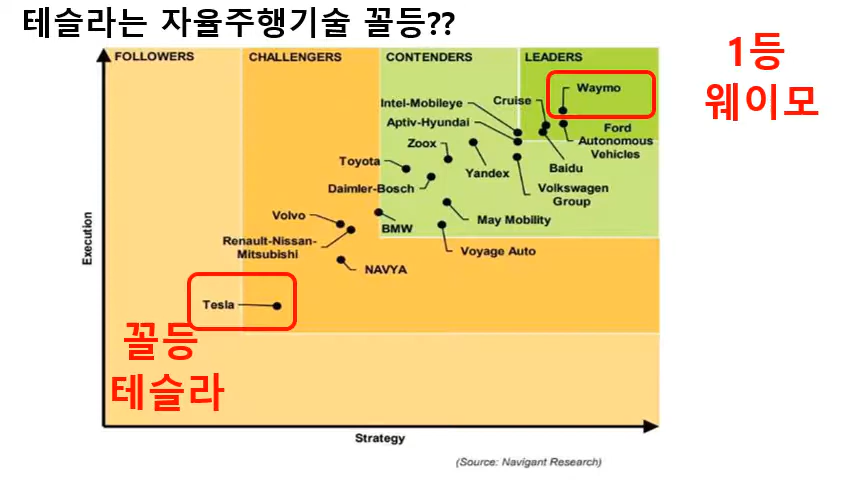 테슬라는 자율주행기술 꼴등??
1등
웨이모
FOLLOWERS
CHALLENGERS
CONTENDERS
LEADERS
Waymo
Cruise
Intel-Mobileye
Aptiv-Hyundai
Ford
Autonomous
Vehicles
Zoox
Yandex
Baidu
Toyota
Daimler-Bosch
Volkswagen
Group
May Mobility
Volvo
BMW
Renault-Nissan-
Mitsubishi
Voyage Auto
NAVYA
Tesla
꼴등
테슬라
Execution
Strategy
(Source: Navigant Research)